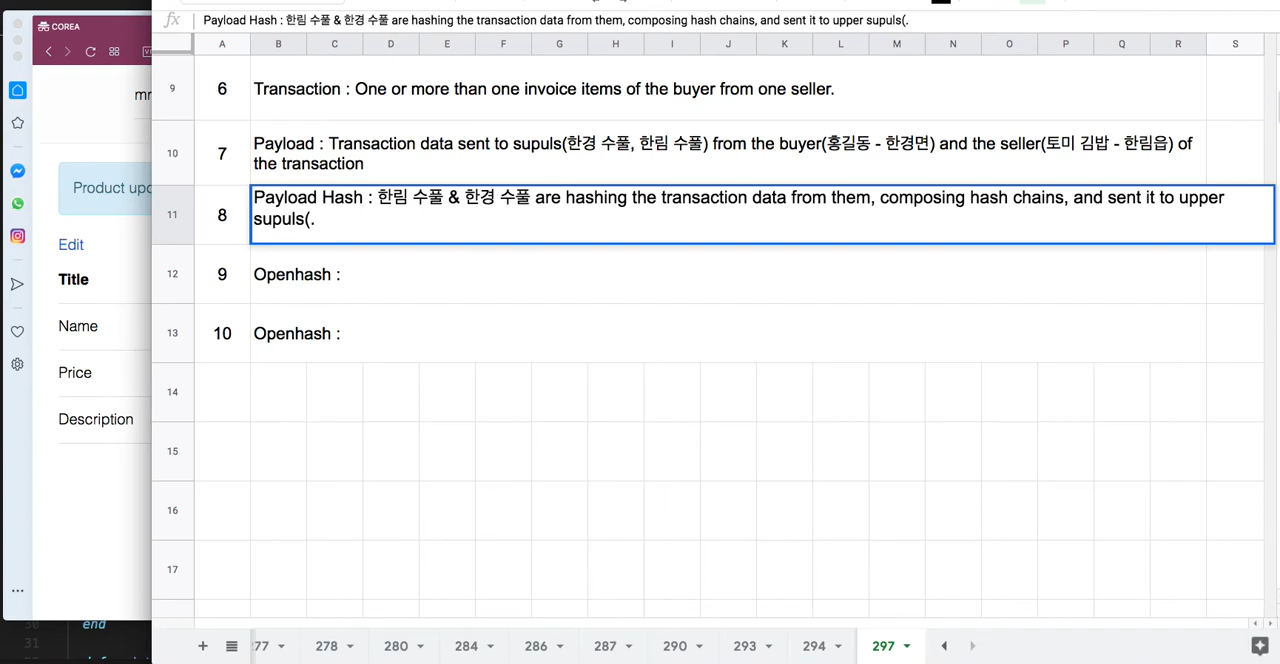 COREA
fx
Payload Hash : 한림 수풀 & 한경 수풀 are hashing the transaction data from them, composing hash chains, and sent it to upper supuls(.
A B C D E F G H I J K L M N O P Q R S
9 6 Transaction : One or more than one invoice items of the buyer from one seller.
10 7 Payload : Transaction data sent to supuls(한경 수풀, 한림 수풀) from the buyer(홍길동 - 한경면) and the seller(토미 김밥 - 한림읍) of
the transaction
11 8 Payload Hash : 한림 수풀 & 한경 수풀 are hashing the transaction data from them, composing hash chains, and sent it to upper
supuls(.
12 9 Openhash :
13 10 Openhash :
14
15
16
17
Product upd
Edit
Title
Name
Price
Description
30 end
31
277 278 280 284 286 287 290 293 294 297